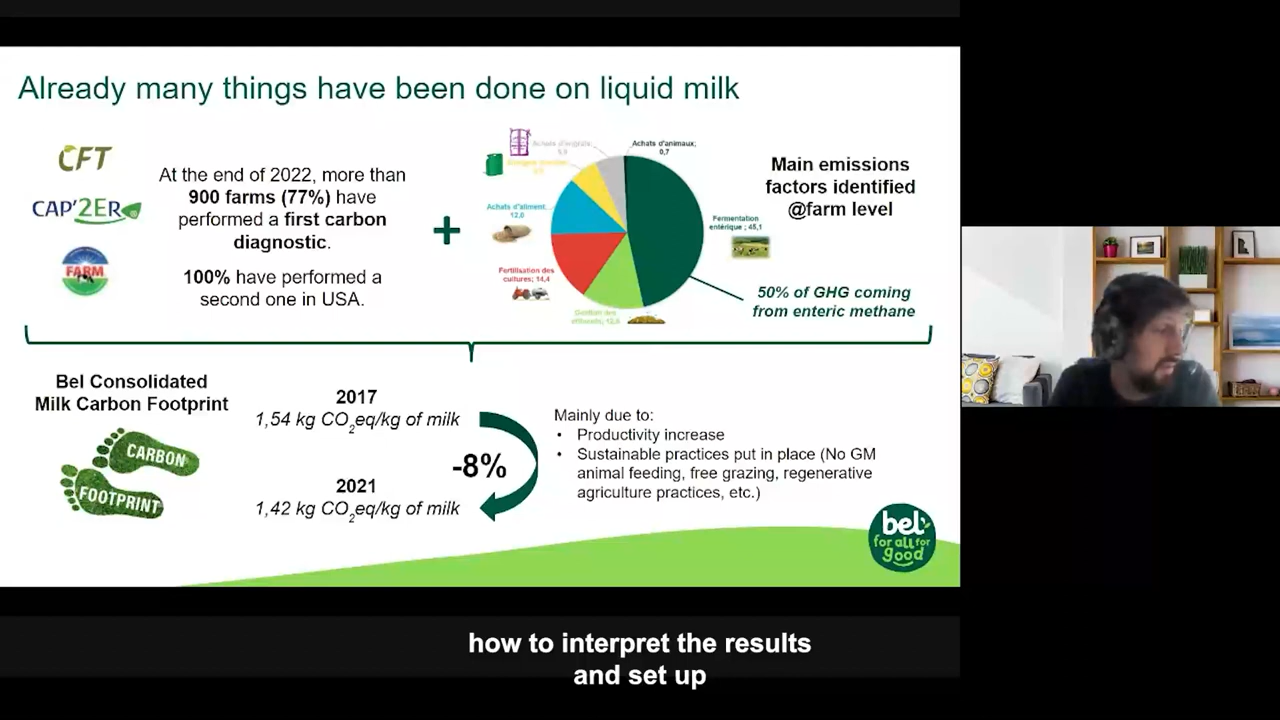 Already many things have been done on liquid milk
CFT
CAP'2ER
FARM
At the end of 2022, more than
900 farms (77%) have
performed a first carbon
diagnostic.
100% have performed a
second one in USA.
+
Achats d'engrais;
Achats d'animaux;
0,7
Achats d'aliment...
12,0
Fermentation
entérique ; 45,1
Fertilisation des
cultures; 14,4
Gestion des
Main emissions
factors identified
@farm level
50% of GHG coming
from enteric methane
Bel Consolidated
Milk Carbon Footprint
CARBON
FOOTPRINT
2017
1,54 kg CO2eq/kg of milk
-8%
2021
1,42 kg CO2eq/kg of milk
Mainly due to:
• Productivity increase
• Sustainable practices put in place (No GM
animal feeding, free grazing, regenerative
agriculture practices, etc.)
bel
for all for
good
how to interpret the results
and set up